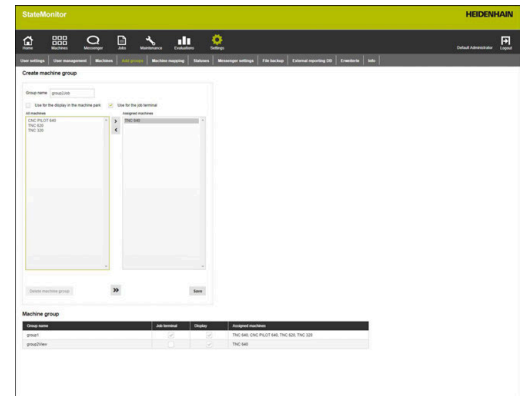 StateMonitor
HEIDENHAIN
Home Machines Messenger Jobs Maintenance Evaluations Settings Default Administrator Logout
User settings User management Machines Add groups Machine mapping Stations Messenger settings File backup External reporting DB Info
Create machine group
Group name group2Job
Use for the display in the machine park Use for the job terminal
All machines Assigned machines
CNC PILOT 640 TNC 640
TNC 620
TNC 320
Delete machine group Save
Machine group
Group name Job terminal Display Assigned machines
group1 TNC 640, CNC PILOT 640, TNC 620, TNC 320
group2View TNC 640